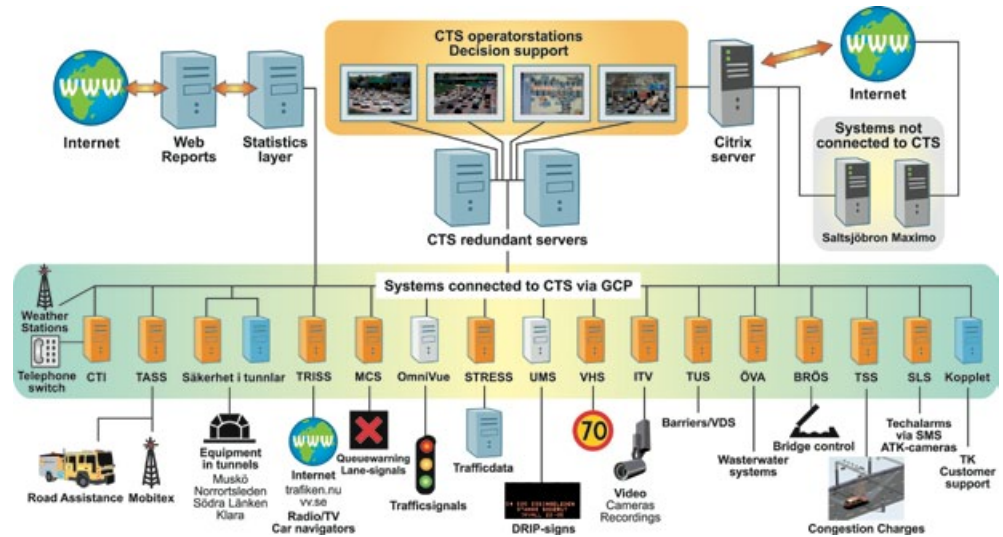 CTS operatorstations
Decision support
WWW
Internet
Web
Reports
Statistics
layer
Citrix
server
WWW
Internet
Systems not
connected to CTS
Saltsjöbron Maximo
CTS redundant servers
Systems connected to CTS via GCP
Weather
Stations
Telephone
switch
CTI
TASS
Säkerhet i tunnlar
TRISS
MCS
OmniVue
STRESS
UMS
VHS
ITV
TUS
ÖVA
BRÖS
TSS
SLS
Kopplet
Road Assistance
Mobitex
Equipment
in tunnels
Muskö
Norrortsleden
Södra Länken
Klara
WWW
Internet
trafiken.nu
vv.se
Radio/TV
Car navigators
Queuewarning
Lane-signals
Trafficsignals
Trafficdata
DRIP-signs
70
Video
Cameras
Recordings
Barriers/VDS
Wasterwater
systems
Bridge control
Congestion Charges
Techalarms
via SMS
ATK-cameras
TK
Customer
support